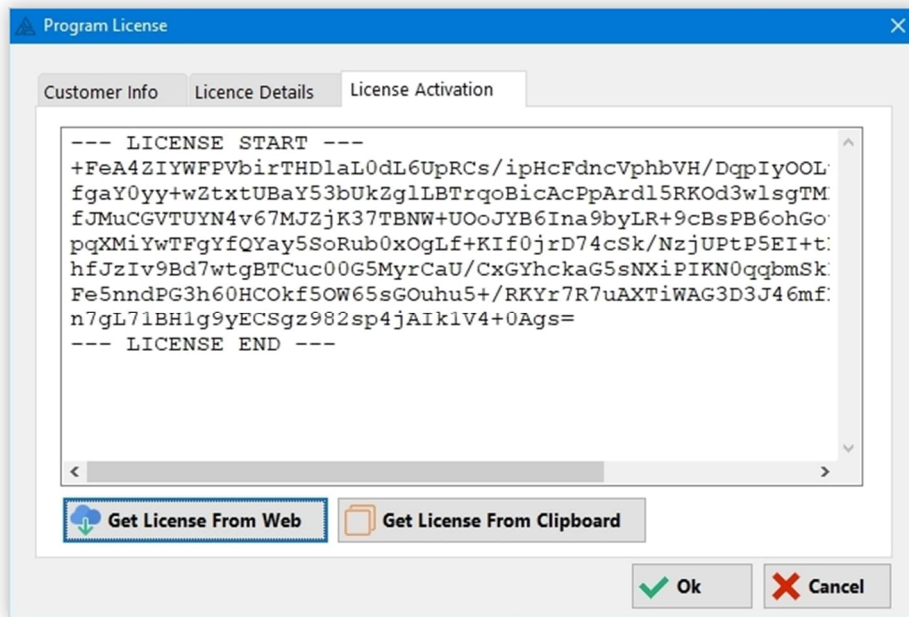 Program License
Customer Info
Licence Details
License Activation
--- LICENSE START ---
+FeA4ZIYWFPVbirTHDlaL0dL6UpRCs/ipHcFdncVphbVH/DqpIyOOL
fgaY0yy+wZtxtUBaY53bUkZglLBTrqoBicAcPpArdl5RKOd3wlsgTM
fJMuCGVTUYN4v67MJZjK37TBNW+UOoJYB6Ina9byLR+9cBsPB6ohGo
pqXMiYwTFgYfQYay5SoRub0xOgLf+KIf0jrD74cSk/NzjUPtP5EI+t
hfJzIv9Bd7wtgBTCuc00G5MyrCaU/CxGYhckaG5sNXiPIKN0qqbmSk
Fe5nndPG3h60HCOkf5OW65sGOuhu5+/RKYr7R7uAXTiWAG3D3J46mf
n7gL71BH1g9yECSgz982sp4jAIk1V4+0Ags=
--- LICENSE END ---
Get License From Web
Get License From Clipboard
Ok
Cancel